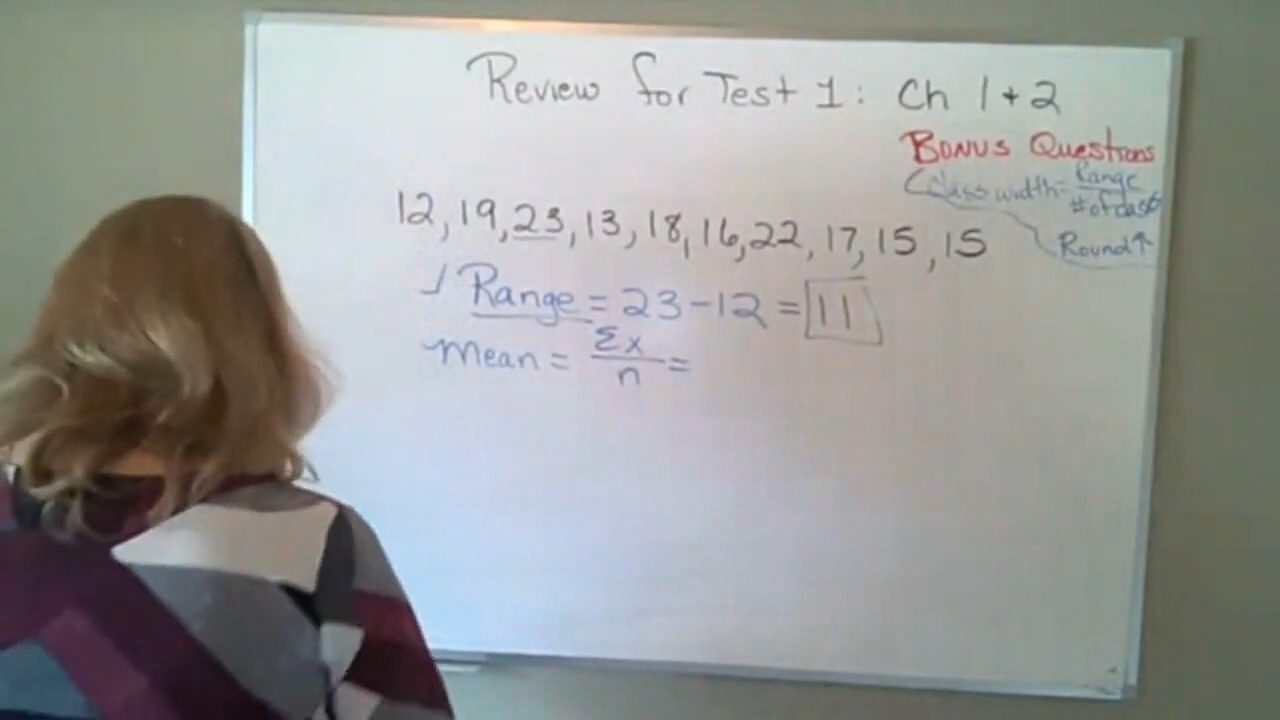 Review for Test 1: Ch 1 + 2
Bonus Questions
Class width = Range
# of class
Round ↑
12, 19, 23, 13, 18, 16, 22, 17, 15, 15
✓ Range = 23 - 12 = 11
Mean = Σx
n =